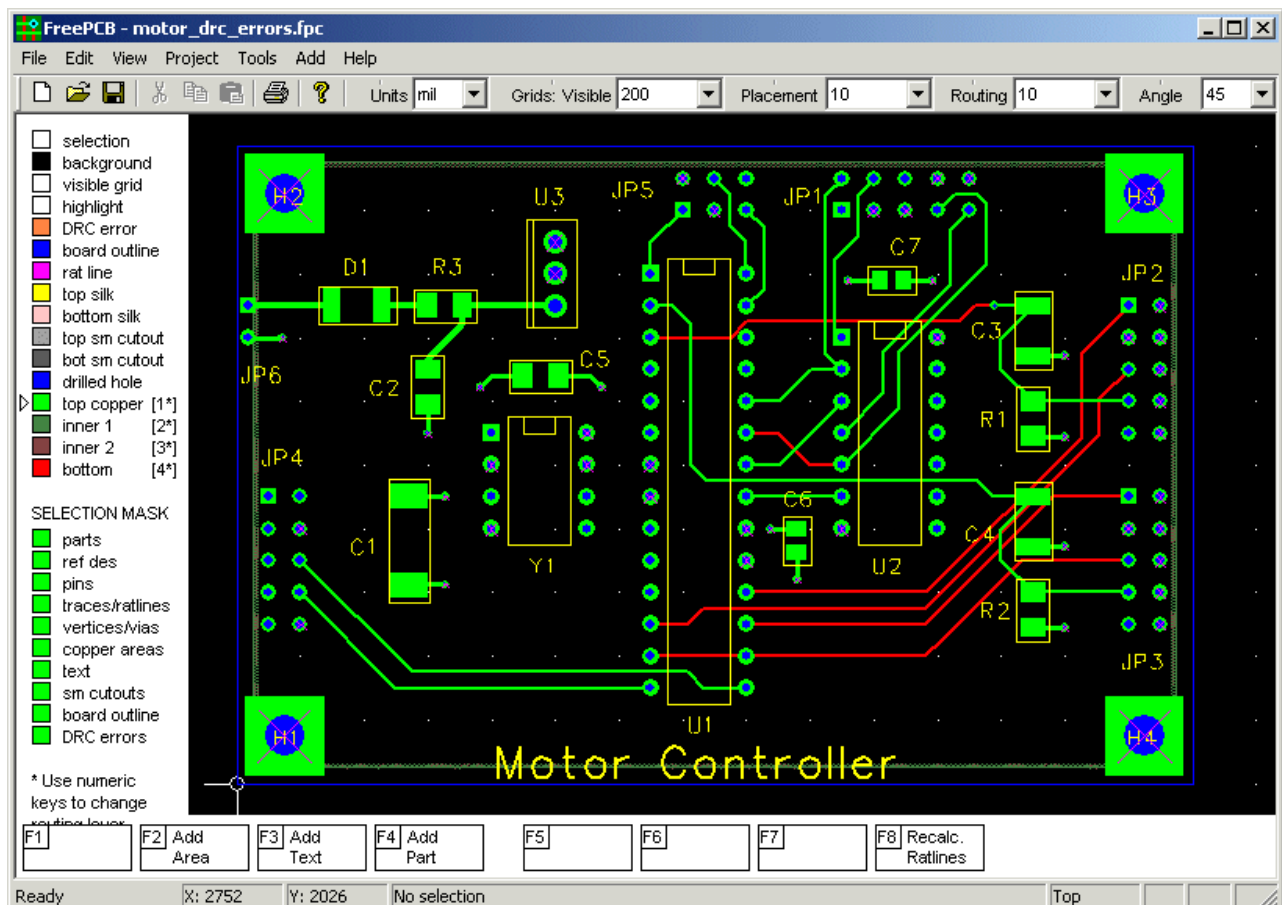 FreePCB - motor_drc_errors.fpc
File Edit View Project Tools Add Help
Units mil Grids: Visible 200 Placement 10 Routing 10 Angle 45
selection
background
visible grid
highlight
DRC error
board outline
rat line
top silk
bottom silk
top sm cutout
bot sm cutout
drilled hole
top copper [1*]
inner 1 [2*]
inner 2 [3*]
bottom [4*]
SELECTION MASK
parts
ref des
pins
traces/ratlines
vertices/vias
copper areas
text
sm cutouts
board outline
DRC errors
* Use numeric
keys to change
routing layer
H2
U3
JP5
JP1
H3
D1
R3
C7
JP2
C3
JP6
C2
C5
R1
JP4
C6
C4
C1
Y1
U2
R2
JP3
H1
U1
H4
Motor Controller
F1
F2 Add Area
F3 Add Text
F4 Add Part
F5
F6
F7
F8 Recalc. Ratlines
Ready X: 2752 Y: 2026 No selection Top